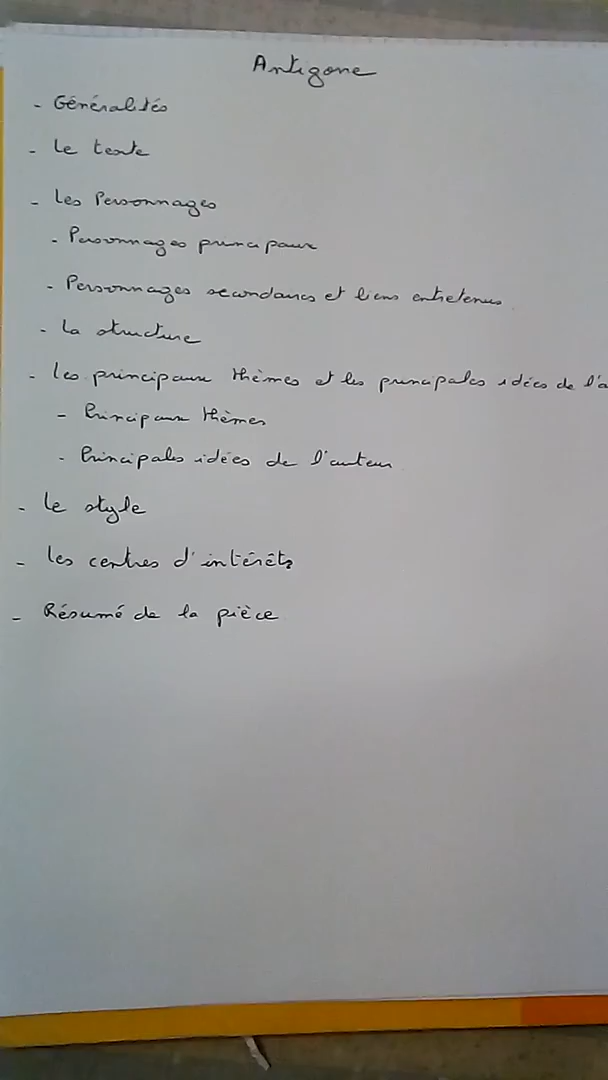 Antigone
- Généralités
- Le texte
- Les Personnages
- Personnages principaux
- Personnages secondaires et liens entretenus
- La structure
- Les principaux thèmes et les principales idées de l'a
- Principaux thèmes
- Principales idées de l'auteur
- Le style
- Les centres d'intérêts
- Résumé de la pièce